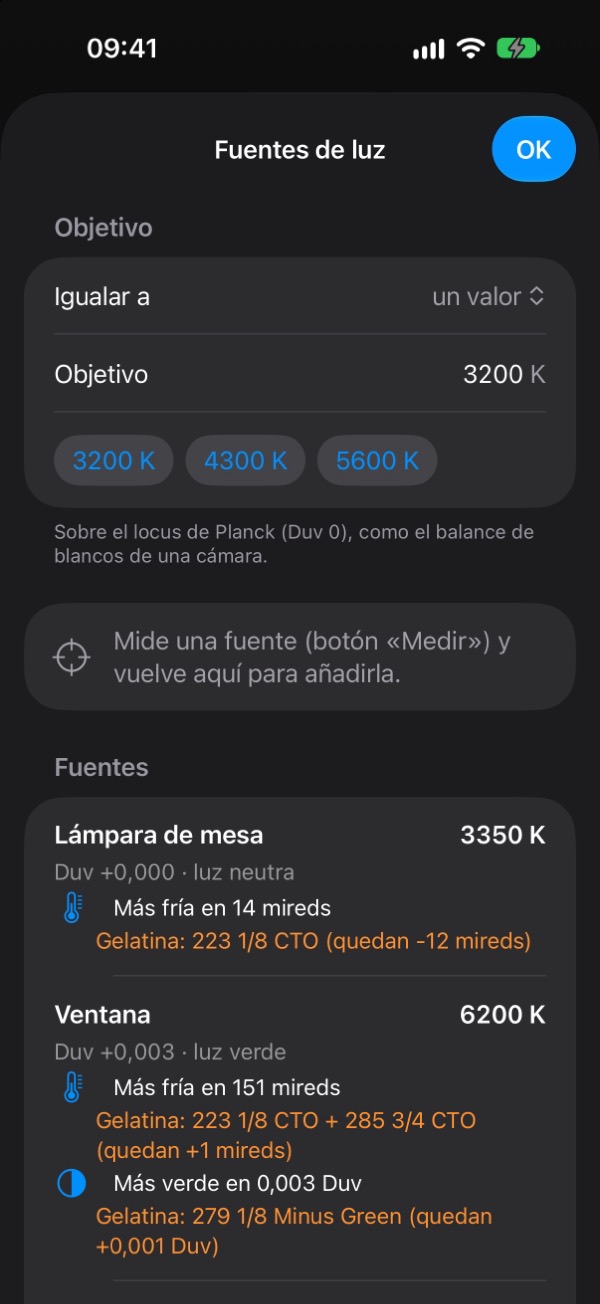 09:41
Fuentes de luz
OK
Objetivo
Igualar a
un valor
Objetivo
3200 K
3200 K
4300 K
5600 K
Sobre el locus de Planck (Duv 0), como el balance de
blancos de una cámara.
Mide una fuente (botón «Medir») y
vuelve aquí para añadirla.
Fuentes
Lámpara de mesa
3350 K
Duv +0,000 · luz neutra
Más fría en 14 mireds
Gelatina: 223 1/8 CTO (quedan -12 mireds)
Ventana
6200 K
Duv +0,003 · luz verde
Más fría en 151 mireds
Gelatina: 223 1/8 CTO + 285 3/4 CTO
(quedan +1 mireds)
Más verde en 0,003 Duv
Gelatina: 279 1/8 Minus Green (quedan
+0,001 Duv)